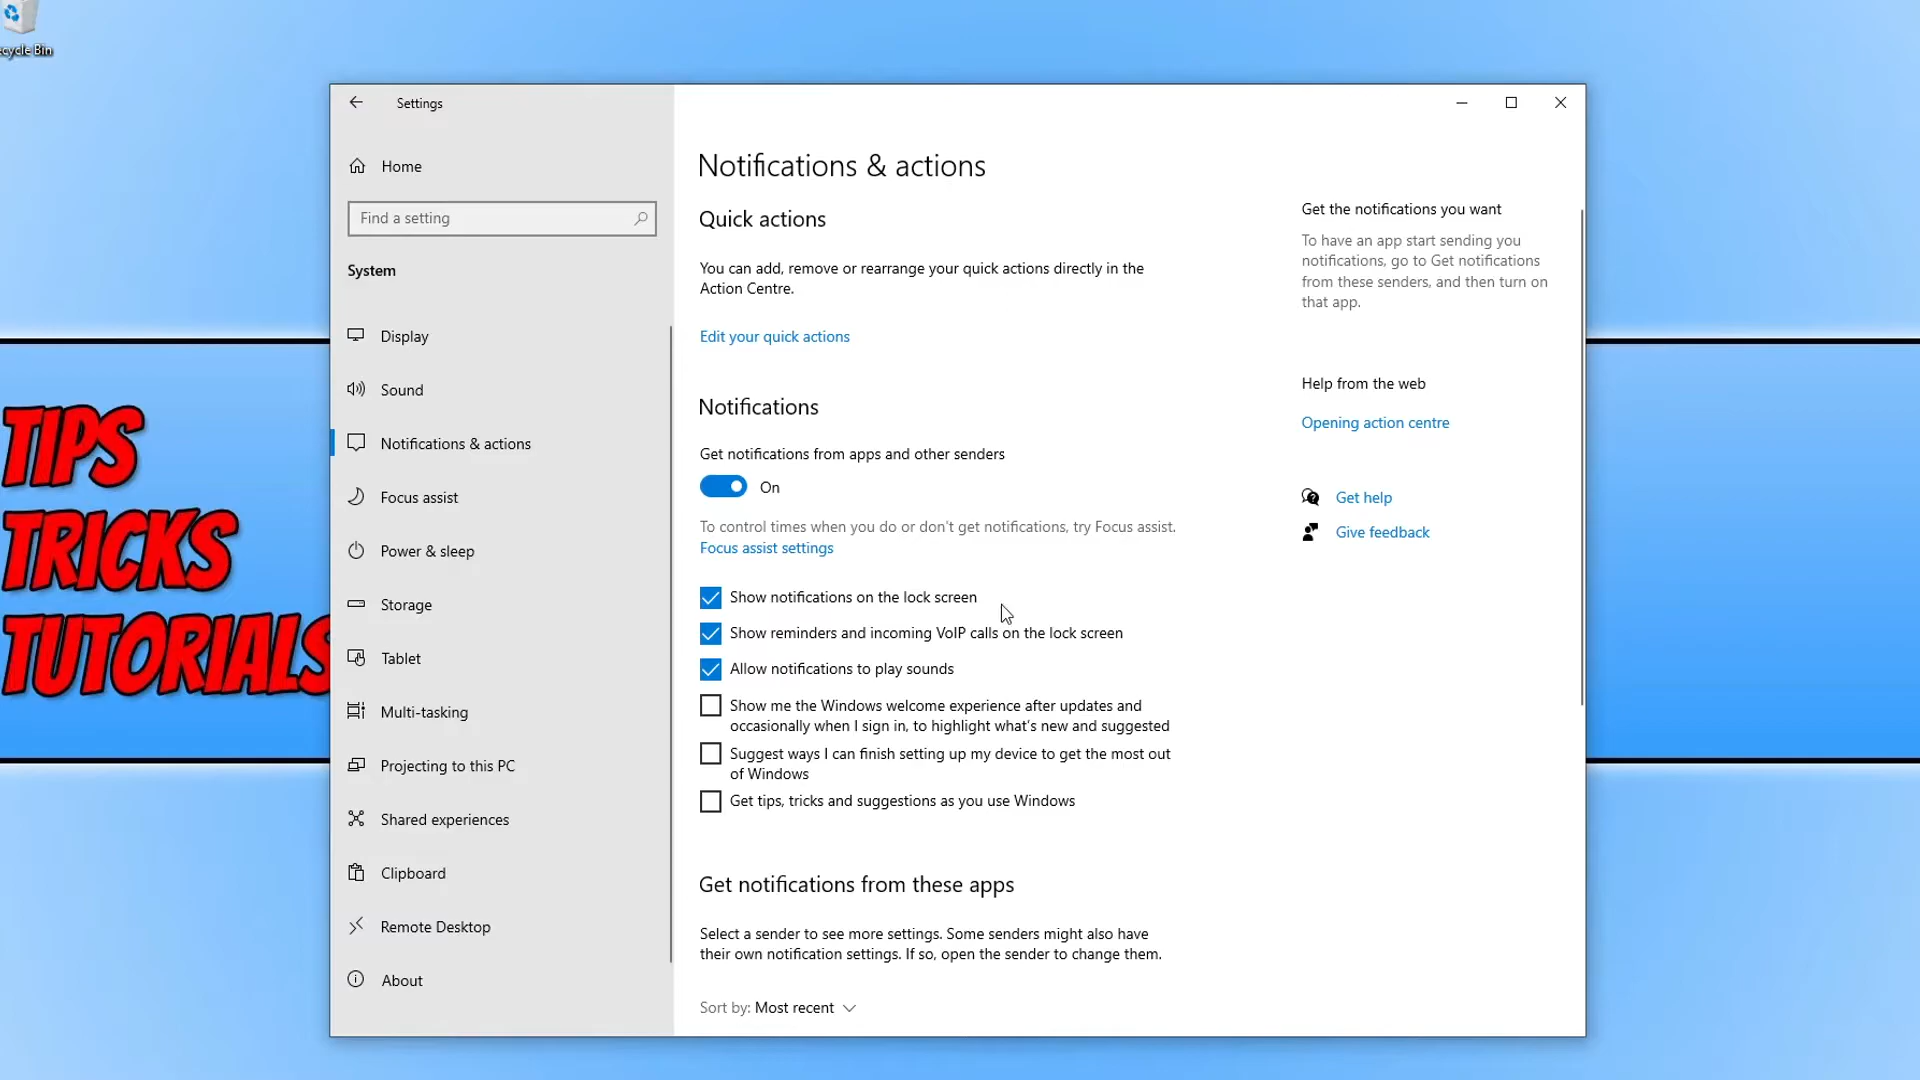 ecycle Bin
Settings
Home
Find a setting
System
Display
Sound
Notifications & actions
Focus assist
Power & sleep
Storage
Tablet
Multi-tasking
Projecting to this PC
Shared experiences
Clipboard
Remote Desktop
About
Notifications & actions
Quick actions
You can add, remove or rearrange your quick actions directly in the
Action Centre.
Edit your quick actions
Notifications
Get notifications from apps and other senders
On
To control times when you do or don't get notifications, try Focus assist.
Focus assist settings
Show notifications on the lock screen
Show reminders and incoming VoIP calls on the lock screen
Allow notifications to play sounds
Show me the Windows welcome experience after updates and
occasionally when I sign in, to highlight what's new and suggested
Suggest ways I can finish setting up my device to get the most out
of Windows
Get tips, tricks and suggestions as you use Windows
Get notifications from these apps
Select a sender to see more settings. Some senders might also have
their own notification settings. If so, open the sender to change them.
Sort by: Most recent
Get the notifications you want
To have an app start sending you
notifications, go to Get notifications
from these senders, and then turn on
that app.
Help from the web
Opening action centre
Get help
Give feedback
TIPS
TRICKS
TUTORIALS